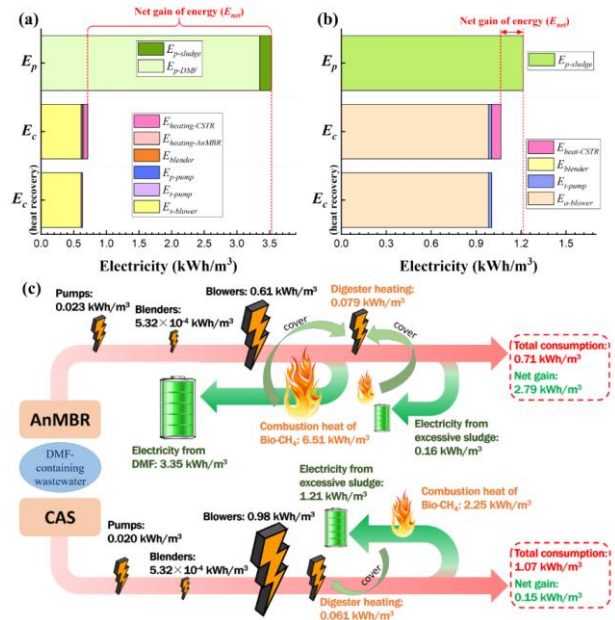 (a)
Net gain of energy (Enet)
Ep
Ep-sludge
Ep-DMF
Ec
Eheating-CSTR
Eheating-AnMBR
Eblender
Ep-pump
Et-pump
Es-blower
Ec
(heat recovery)
0.0 0.5 1.0 1.5 2.0 2.5 3.0 3.5
Electricity (kWh/m³)
(b)
Net gain of energy (Enet)
Ep
Ep-sludge
Ec
Eheat-CSTR
Eblender
Et-pump
Ea-blower
Ec
(heat recovery)
0.0 0.3 0.6 0.9 1.2 1.5
Electricity (kWh/m³)
(c)
Pumps:
0.023 kWh/m³
Blenders:
5.32×10⁻⁴ kWh/m³
Blowers: 0.61 kWh/m³
Digester heating:
0.079 kWh/m³
cover
cover
Total consumption:
0.71 kWh/m³
Net gain:
2.79 kWh/m³
AnMBR
Electricity from
DMF: 3.35 kWh/m³
Combustion heat of
Bio-CH₄: 6.51 kWh/m³
Electricity from
excessive sludge:
0.16 kWh/m³
DMF-
containing
wastewater
CAS
Pumps:
0.020 kWh/m³
Blenders:
5.32×10⁻⁴ kWh/m³
Blowers: 0.98 kWh/m³
Electricity from
excessive sludge:
1.21 kWh/m³
Combustion heat of
Bio-CH₄: 2.25 kWh/m³
cover
Digester heating:
0.061 kWh/m³
Total consumption:
1.07 kWh/m³
Net gain:
0.15 kWh/m³